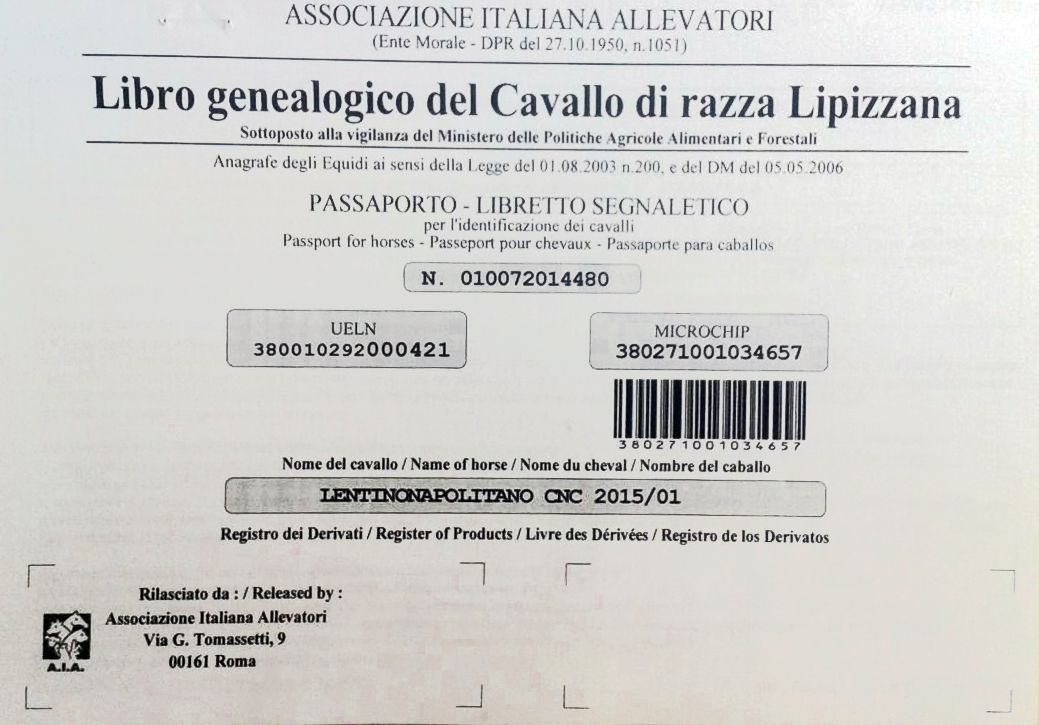 ASSOCIAZIONE ITALIANA ALLEVATORI
(Ente Morale - DPR del 27.10.1950, n.1051)
Libro genealogico del Cavallo di razza Lipizzana
Sottoposto alla vigilanza del Ministero delle Politiche Agricole Alimentari e Forestali
Anagrafe degli Equidi ai sensi della Legge del 01.08.2003 n.200, e del DM del 05.05.2006
PASSAPORTO - LIBRETTO SEGNALETICO
per l'identificazione dei cavalli
Passport for horses - Passeport pour chevaux - Passaporte para caballos
N. 010072014480
UELN
380010292000421
MICROCHIP
380271001034657
380271001034657
Nome del cavallo / Name of horse / Nome du cheval / Nombre del caballo
LENTINONAPOLITANO CNC 2015/01
Registro dei Derivati / Register of Products / Livre des Dérivées / Registro de los Derivatos
Rilasciato da : / Released by :
Associazione Italiana Allevatori
Via G. Tomassetti, 9
00161 Roma
A.I.A.